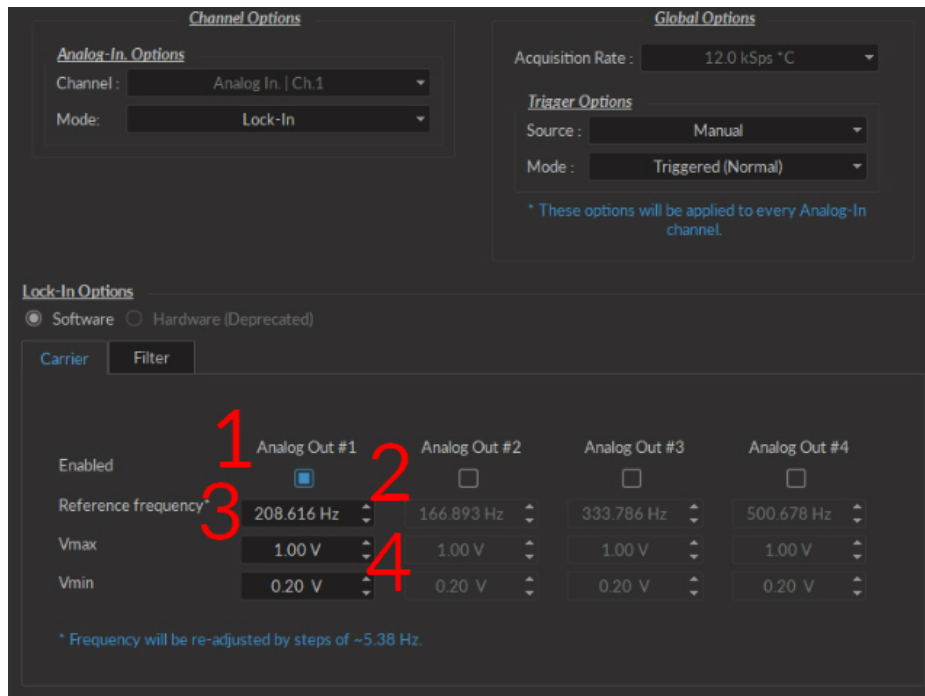 Channel Options
Analog-In. Options
Channel : Analog In. | Ch.1
Mode: Lock-In
Global Options
Acquisition Rate : 12.0 kSps *C
Trigger Options
Source : Manual
Mode : Triggered (Normal)
* These options will be applied to every Analog-In
channel.
Lock-In Options
Software Hardware (Deprecated)
Carrier Filter
1 Analog Out #1 2 Analog Out #2 Analog Out #3 Analog Out #4
Enabled
Reference frequency* 3 208.616 Hz 166.893 Hz 333.786 Hz 500.678 Hz
Vmax 1.00 V 4 1.00 V 1.00 V 1.00 V
Vmin 0.20 V 0.20 V 0.20 V 0.20 V
* Frequency will be re-adjusted by steps of ~5.38 Hz.